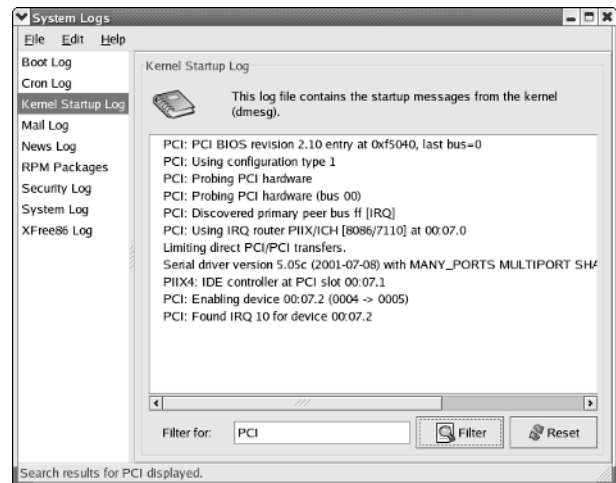 System Logs
File Edit Help
Boot Log
Cron Log
Kernel Startup Log
Mail Log
News Log
RPM Packages
Security Log
System Log
XFree86 Log
Kernel Startup Log
This log file contains the startup messages from the kernel
(dmesg).
PCI: PCI BIOS revision 2.10 entry at 0xf5040, last bus=0
PCI: Using configuration type 1
PCI: Probing PCI hardware
PCI: Probing PCI hardware (bus 00)
PCI: Discovered primary peer bus ff [IRQ]
PCI: Using IRQ router PIIX/ICH [8086/7110] at 00:07.0
Limiting direct PCI/PCI transfers.
Serial driver version 5.05c (2001-07-08) with MANY_PORTS MULTIPORT SHA
PIIX4: IDE controller at PCI slot 00:07.1
PCI: Enabling device 00:07.2 (0004 -> 0005)
PCI: Found IRQ 10 for device 00:07.2
Filter for: PCI Filter Reset
Search results for PCI displayed.